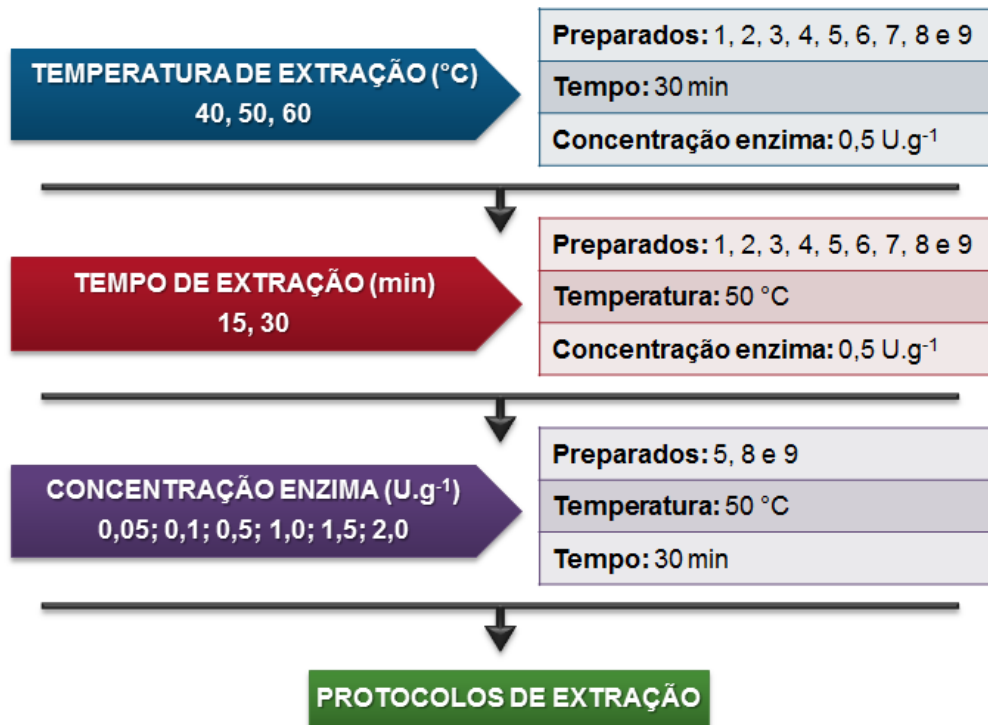 TEMPERATURA DE EXTRAÇÃO (°C)
40, 50, 60
Preparados: 1, 2, 3, 4, 5, 6, 7, 8 e 9
Tempo: 30 min
Concentração enzima: 0,5 U.g⁻¹
TEMPO DE EXTRAÇÃO (min)
15, 30
Preparados: 1, 2, 3, 4, 5, 6, 7, 8 e 9
Temperatura: 50 °C
Concentração enzima: 0,5 U.g⁻¹
CONCENTRAÇÃO ENZIMA (U.g⁻¹)
0,05; 0,1; 0,5; 1,0; 1,5; 2,0
Preparados: 5, 8 e 9
Temperatura: 50 °C
Tempo: 30 min
PROTOCOLOS DE EXTRAÇÃO